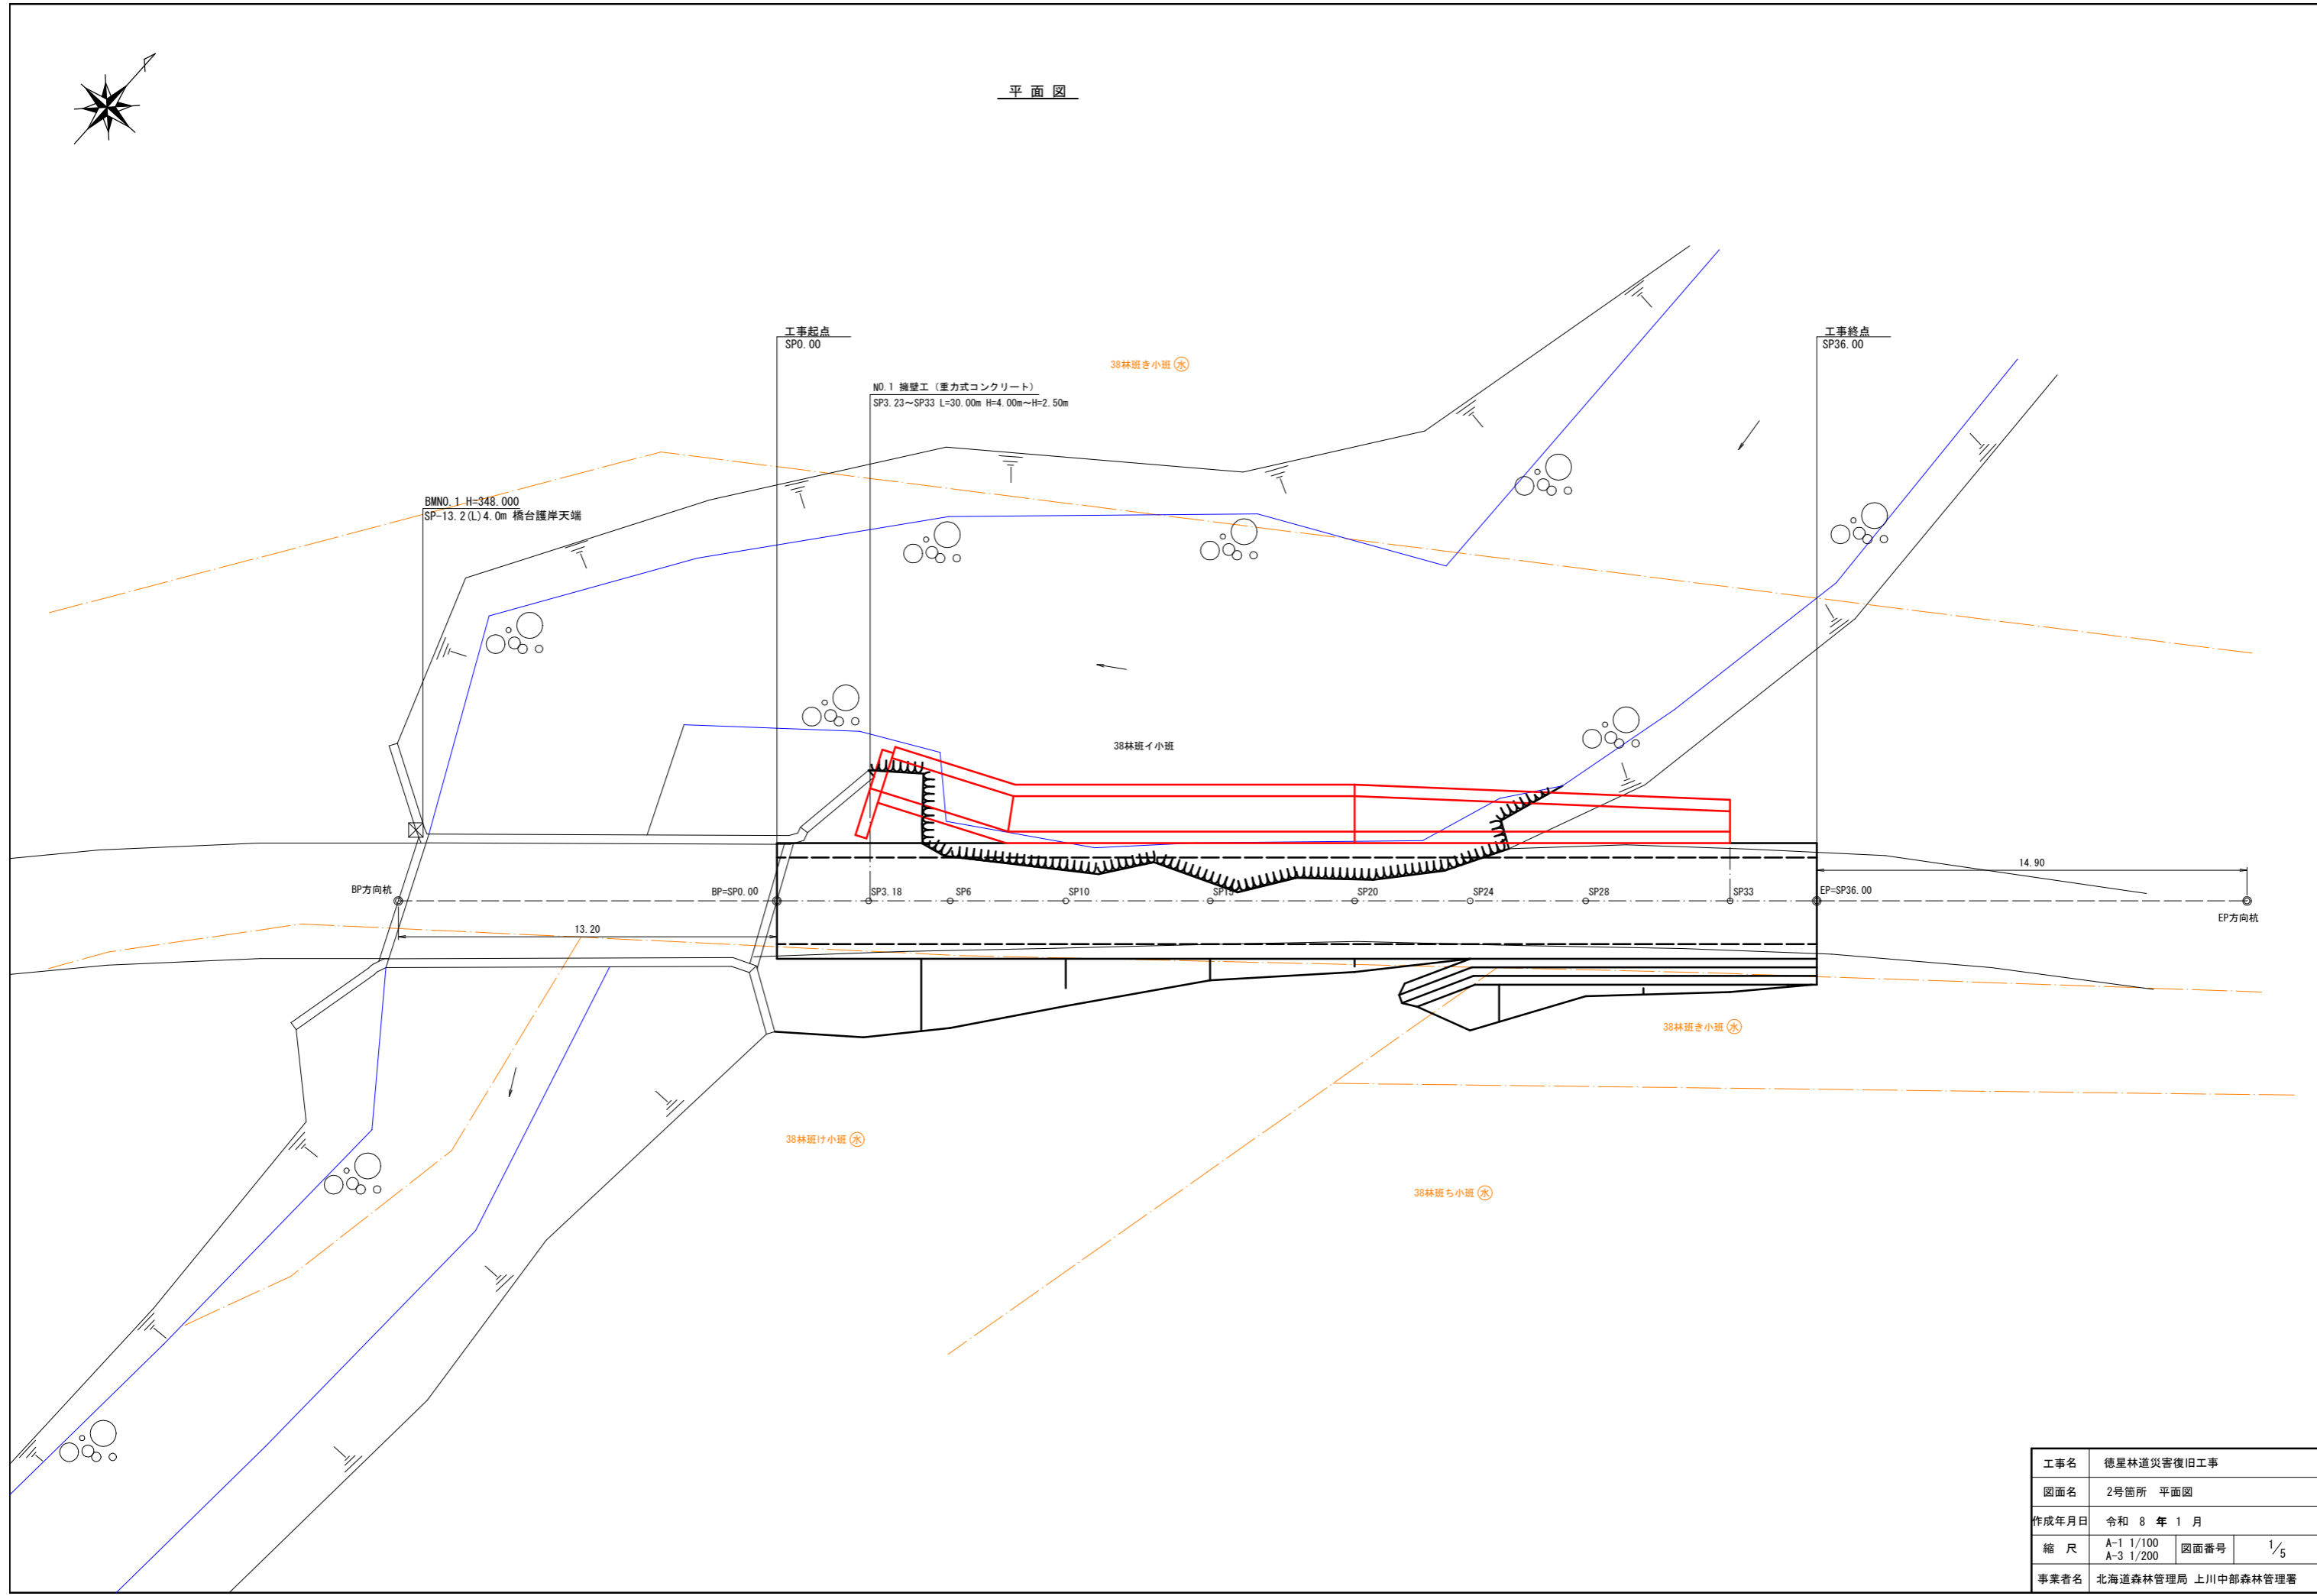 平 面 図
工事起点
SP0.00
工事終点
SP36.00
38林班き小班 水
N0.1 擁壁工（重力式コンクリート）
SP3.23～SP33 L=30.00m H=4.00m～H=2.50m
BMN0.1 H=348.000
SP-13.2(L)4.0m 橋台護岸天端
38林班イ小班
14.90
BP方向杭
BP=SP0.00
SP3.18
SP6
SP10
SP15
SP20
SP24
SP28
SP33
EP=SP36.00
EP方向杭
13.20
38林班き小班 水
38林班け小班 水
38林班ち小班 水
工事名 徳星林道災害復旧工事
図面名 2号箇所 平面図
作成年月日 令和 8 年 1 月
縮 尺 A-1 1/100 図面番号 1/5
A-3 1/200
事業者名 北海道森林管理局 上川中部森林管理署